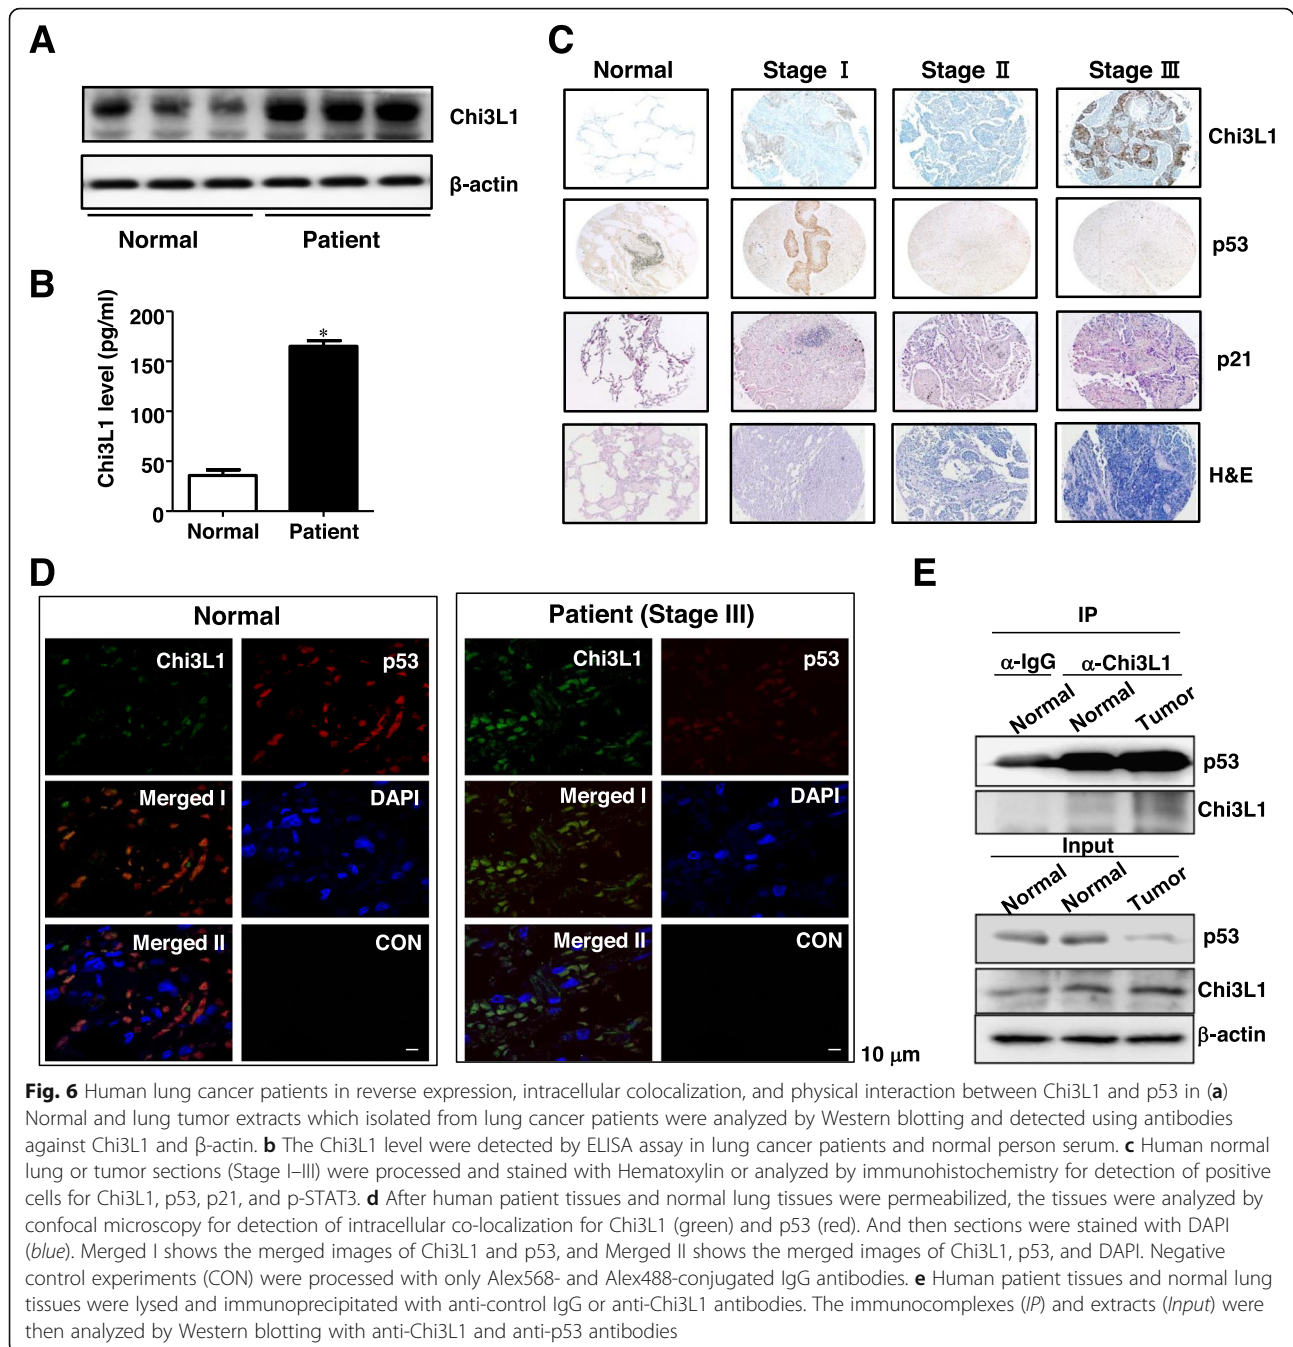 A
Chi3L1
β-actin
Normal Patient
B
Chi3L1 level (pg/ml)
200
150
100
50
0
*
Normal Patient
C
Normal Stage I Stage II Stage III
Chi3L1
p53
p21
H&E
D
Normal
Chi3L1 p53
Merged I DAPI
Merged II CON
Patient (Stage III)
Chi3L1 p53
Merged I DAPI
Merged II CON
10 μm
E
IP
α-IgG α-Chi3L1
Normal Normal Tumor
p53
Chi3L1
Input
Normal Normal Tumor
p53
Chi3L1
β-actin
Fig. 6 Human lung cancer patients in reverse expression, intracellular colocalization, and physical interaction between Chi3L1 and p53 in (a)
Normal and lung tumor extracts which isolated from lung cancer patients were analyzed by Western blotting and detected using antibodies
against Chi3L1 and β-actin. b The Chi3L1 level were detected by ELISA assay in lung cancer patients and normal person serum. c Human normal
lung or tumor sections (Stage I–III) were processed and stained with Hematoxylin or analyzed by immunohistochemistry for detection of positive
cells for Chi3L1, p53, p21, and p-STAT3. d After human patient tissues and normal lung tissues were permeabilized, the tissues were analyzed by
confocal microscopy for detection of intracellular co-localization for Chi3L1 (green) and p53 (red). And then sections were stained with DAPI
(blue). Merged I shows the merged images of Chi3L1 and p53, and Merged II shows the merged images of Chi3L1, p53, and DAPI. Negative
control experiments (CON) were processed with only Alex568- and Alex488-conjugated IgG antibodies. e Human patient tissues and normal lung
tissues were lysed and immunoprecipitated with anti-control IgG or anti-Chi3L1 antibodies. The immunocomplexes (IP) and extracts (Input) were
then analyzed by Western blotting with anti-Chi3L1 and anti-p53 antibodies